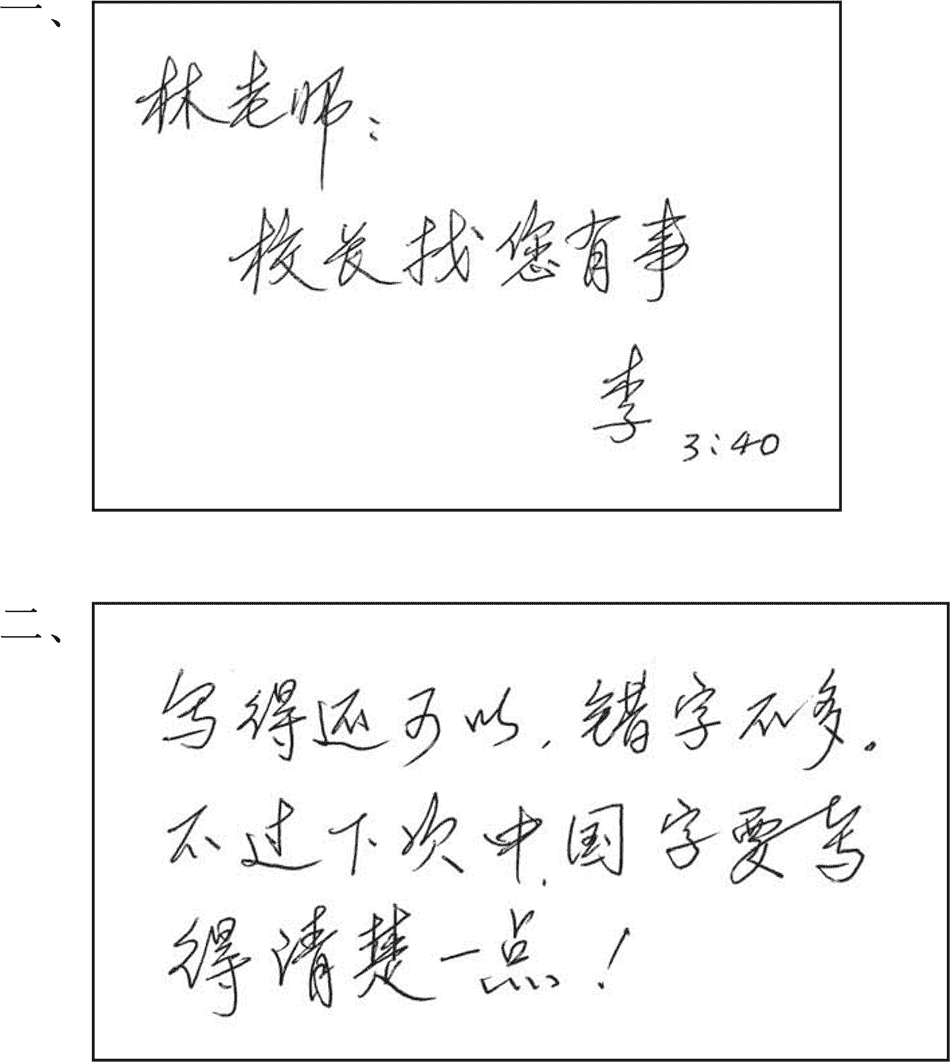 一、
林老师：
校长找您有事
李 3:40
二、
写得还可以，错字不多。
不过下次中国字要写
得清楚一点！